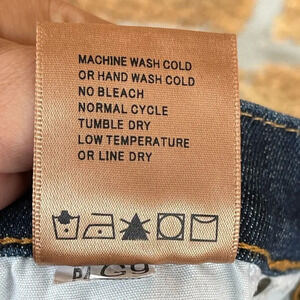 MACHINE WASH COLD
OR HAND WASH COLD
NO BLEACH
NORMAL CYCLE
TUMBLE DRY
LOW TEMPERATURE
OR LINE DRY